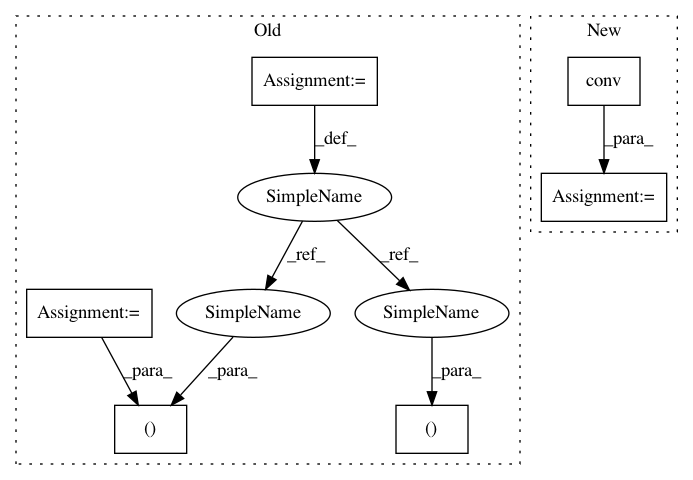 Old
New
Assignment:=
conv
_def_
_para_
SimpleName
Assignment:=
_ref_
_ref_
Assignment:=
SimpleName
SimpleName
_para_
_para_
_para_
()
()